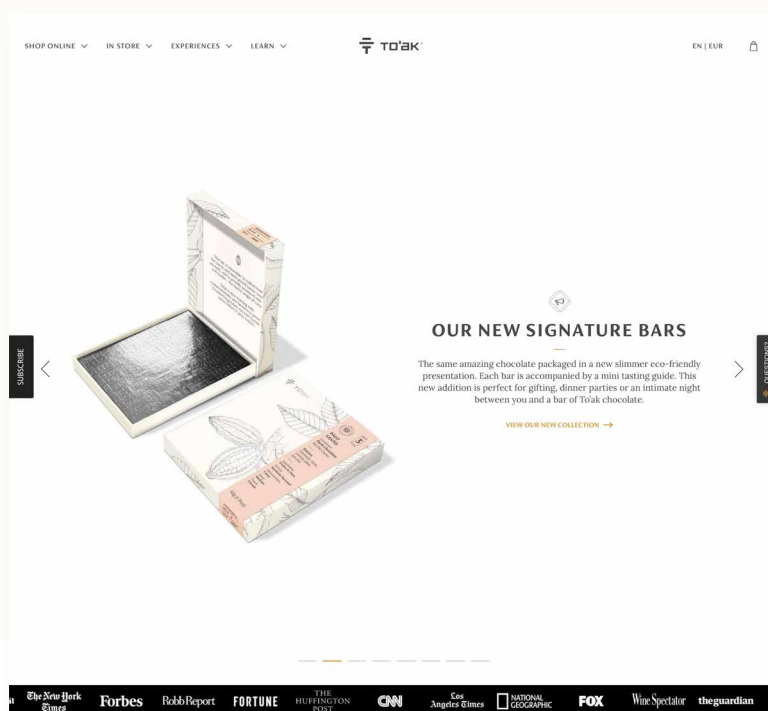 SHOP ONLINE
IN STORE
EXPERIENCES
LEARN
TO'AK
EN | EUR
SUBSCRIBE
QUESTIONS?
OUR NEW SIGNATURE BARS
The same amazing chocolate packaged in a new slimmer eco-friendly
presentation. Each bar is accompanied by a mini tasting guide. This
new addition is perfect for gifting, dinner parties or an intimate night
between you and a bar of To'ak chocolate.
VIEW OUR NEW COLLECTION
The New York
Times
Forbes
Robb Report
FORTUNE
THE
HUFFINGTON
POST
CNN
Los
Angeles Times
NATIONAL
GEOGRAPHIC
FOX
Wine Spectator
theguardian